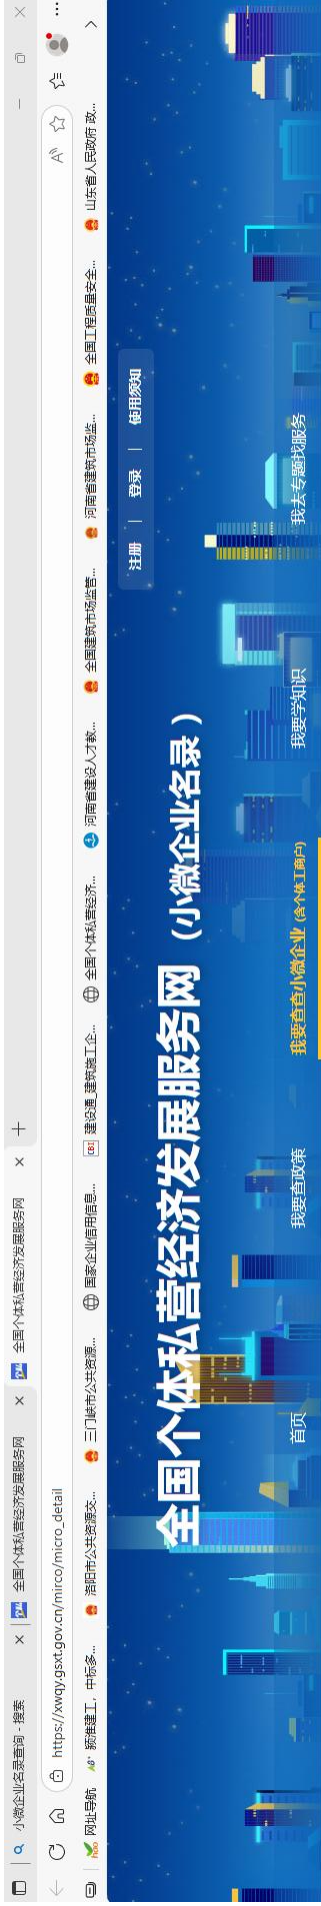 小微企业名录查询 - 搜索
全国个体私营经济发展服务网
全国个体私营经济发展服务网
https://xwqy.gsxt.gov.cn/mirco/micro_detail
网址导航
颍淮建工，中标多...
洛阳市公共资源交...
三门峡市公共资源...
国家企业信用信息...
建设通_建筑施工企...
全国个体私营经济...
河南省建设人才教...
全国建筑市场监管...
河南省建筑市场监...
全国工程质量安全...
山东省人民政府 政...
注册 | 登录 | 使用须知
全国个体私营经济发展服务网（小微企业名录）
首页
我要查政策
我要查查小微企业 (含个体工商户)
我要学知识
我去专题找服务